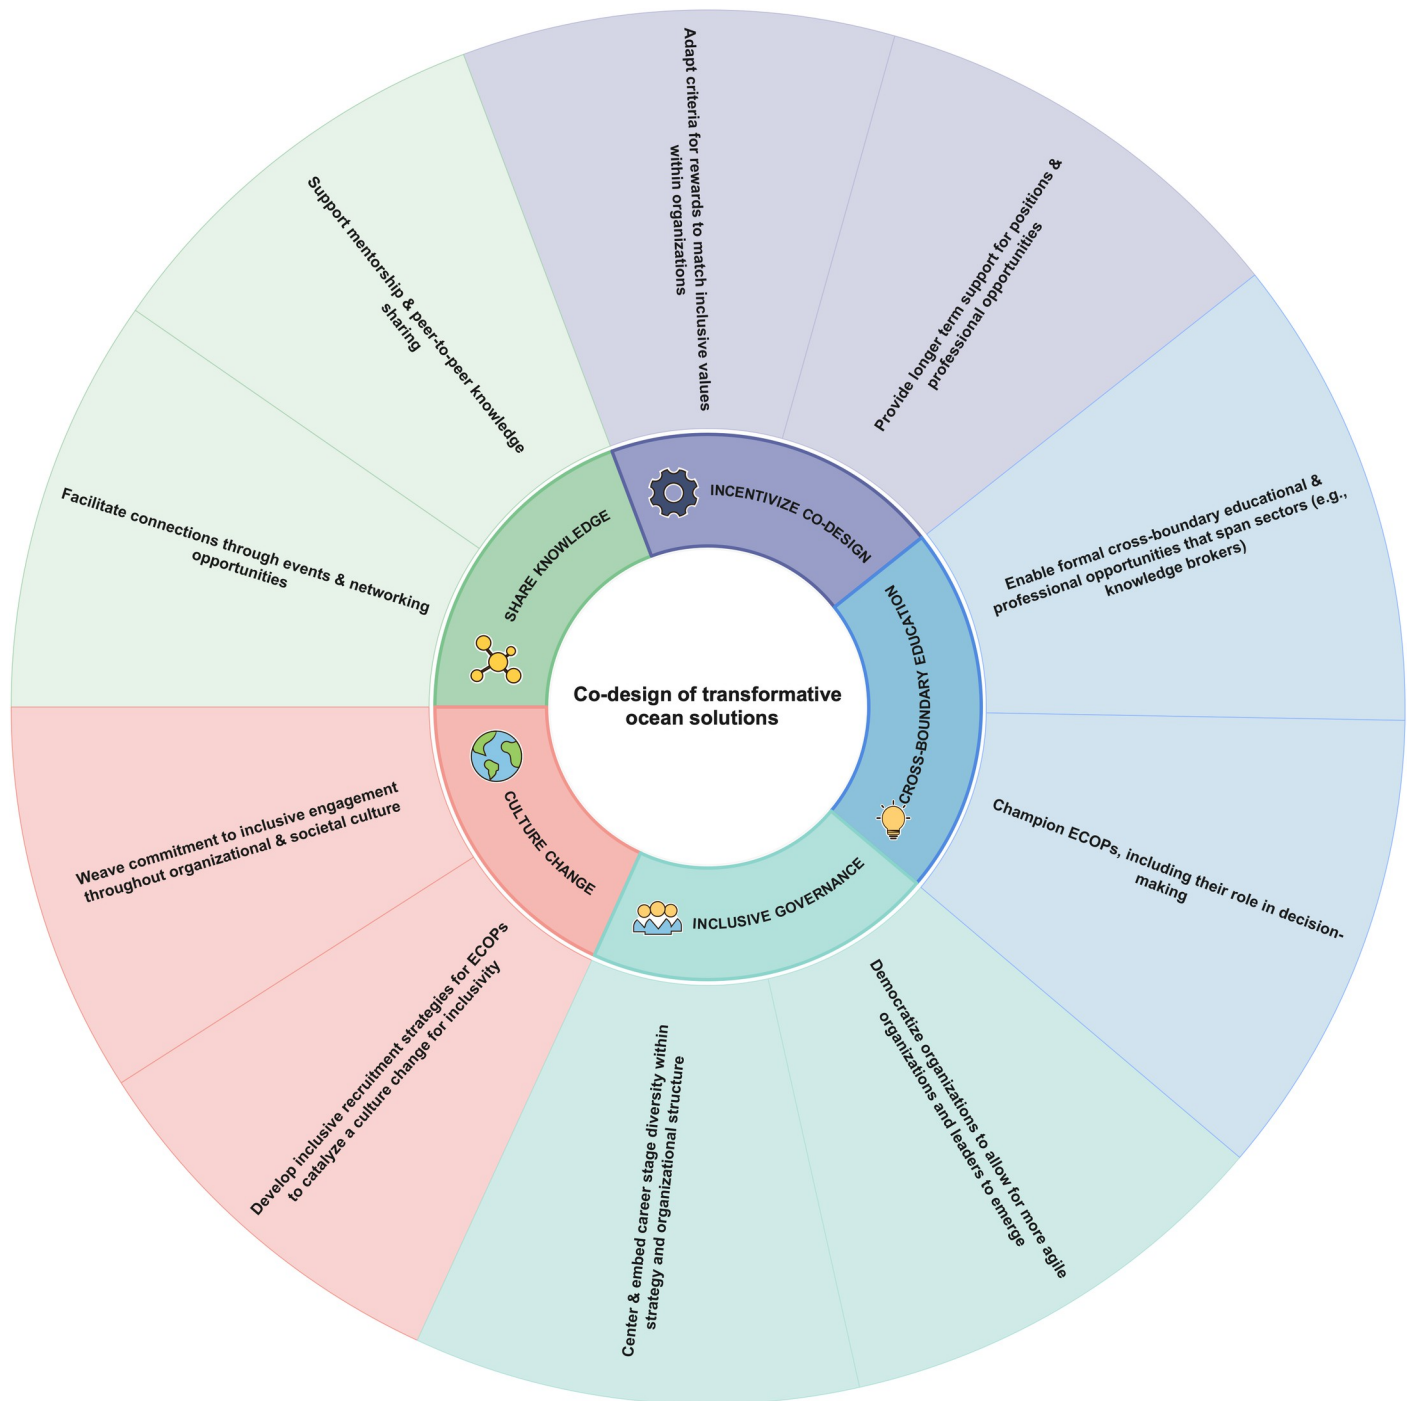 Co-design of transformative
ocean solutions
INCENTIVIZE CO-DESIGN
Adapt criteria for rewards to match inclusive values
within organizations
Provide longer term support for positions &
professional opportunities
CROSS-BOUNDARY EDUCATION
Enable formal cross-boundary educational &
professional opportunities that span sectors (e.g.,
knowledge brokers)
Champion ECOPs, including their role in decision-
making
INCLUSIVE GOVERNANCE
Democratize organizations to allow for more agile
organizations and leaders to emerge
Center & embed career stage diversity within
strategy and organizational structure
CULTURE CHANGE
Develop inclusive recruitment strategies for ECOPs
to catalyze a culture change for inclusivity
Weave commitment to inclusive engagement
throughout organizational & societal culture
SHARE KNOWLEDGE
Facilitate connections through events & networking
opportunities
Support mentorship & peer-to-peer knowledge
sharing